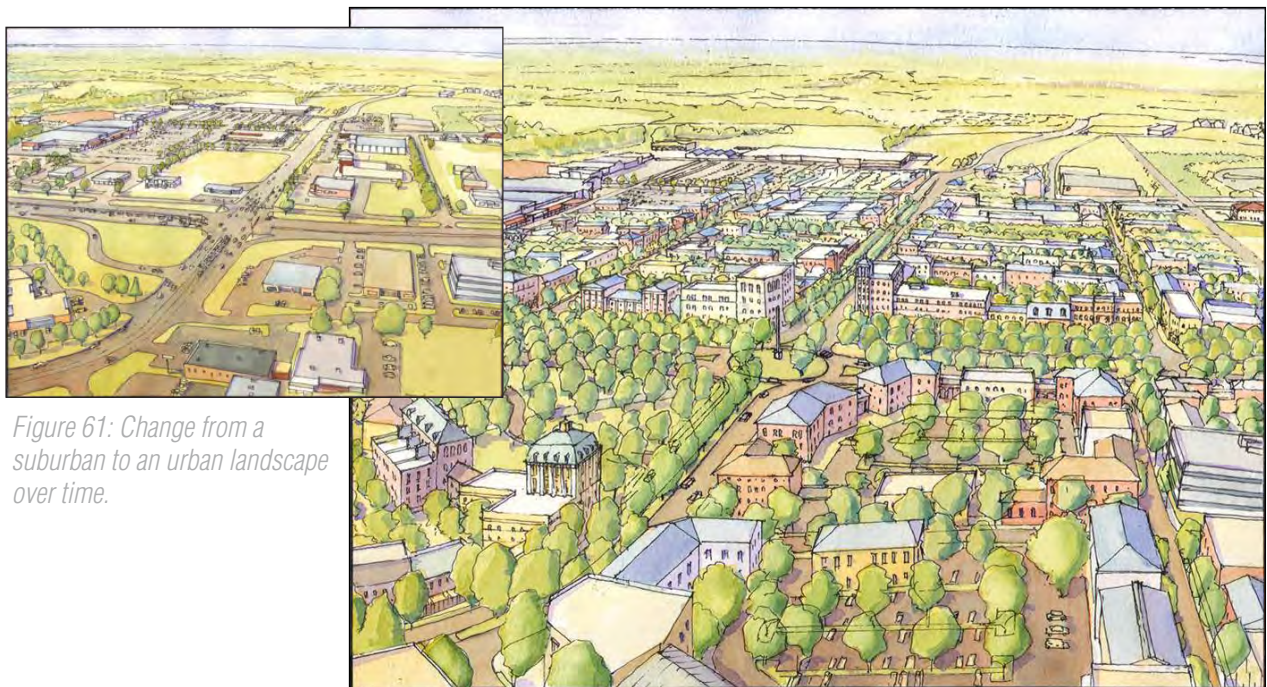 Figure 61: Change from a
suburban to an urban landscape
over time.